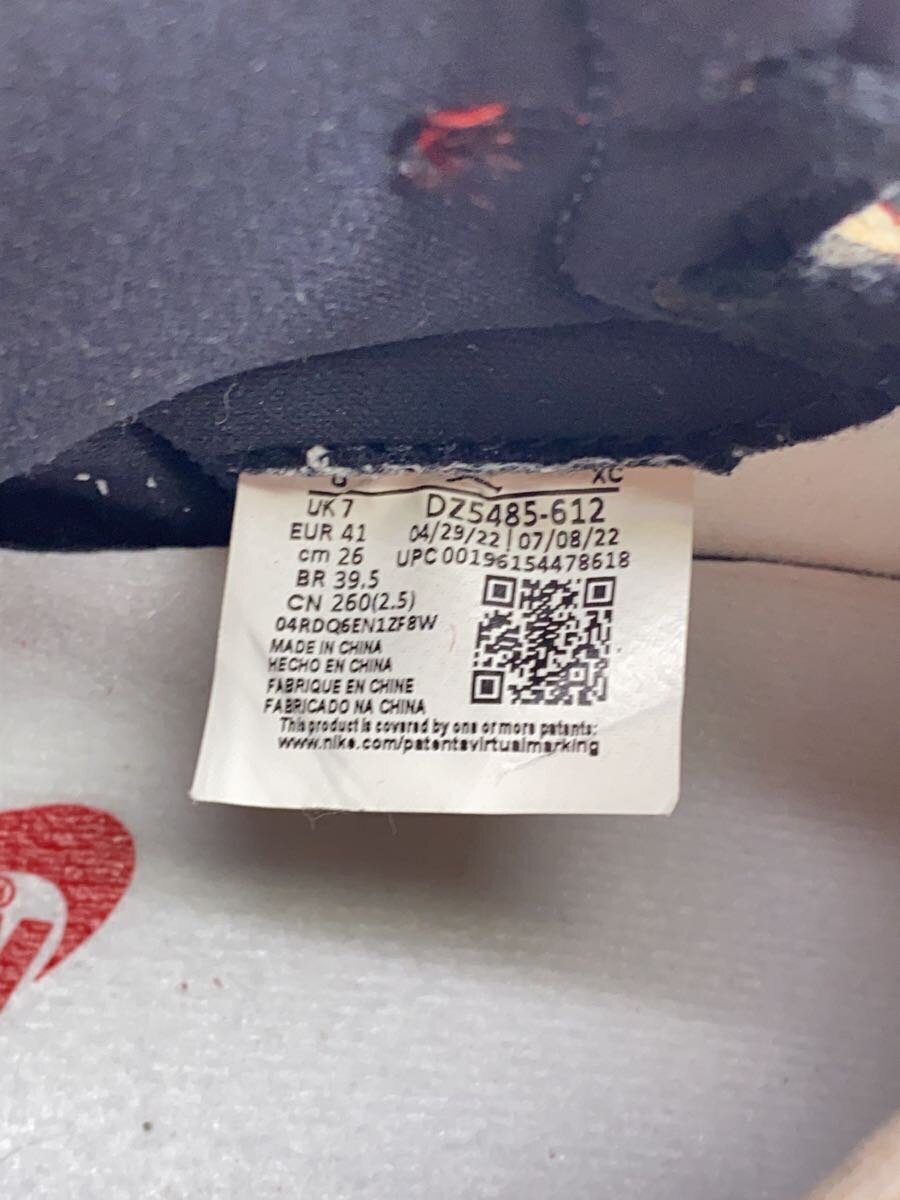 XC
UK 7
EUR 41
cm 26
BR 39.5
CN 260(2.5)
DZ5485-612
04/29/22 | 07/08/22
UPC 00196154478618
04RDQ6EN1ZF8W
MADE IN CHINA
HECHO EN CHINA
FABRIQUE EN CHINE
FABRICADO NA CHINA
This product is covered by one or more patents:
www.nike.com/patentsvirtualmarking
®